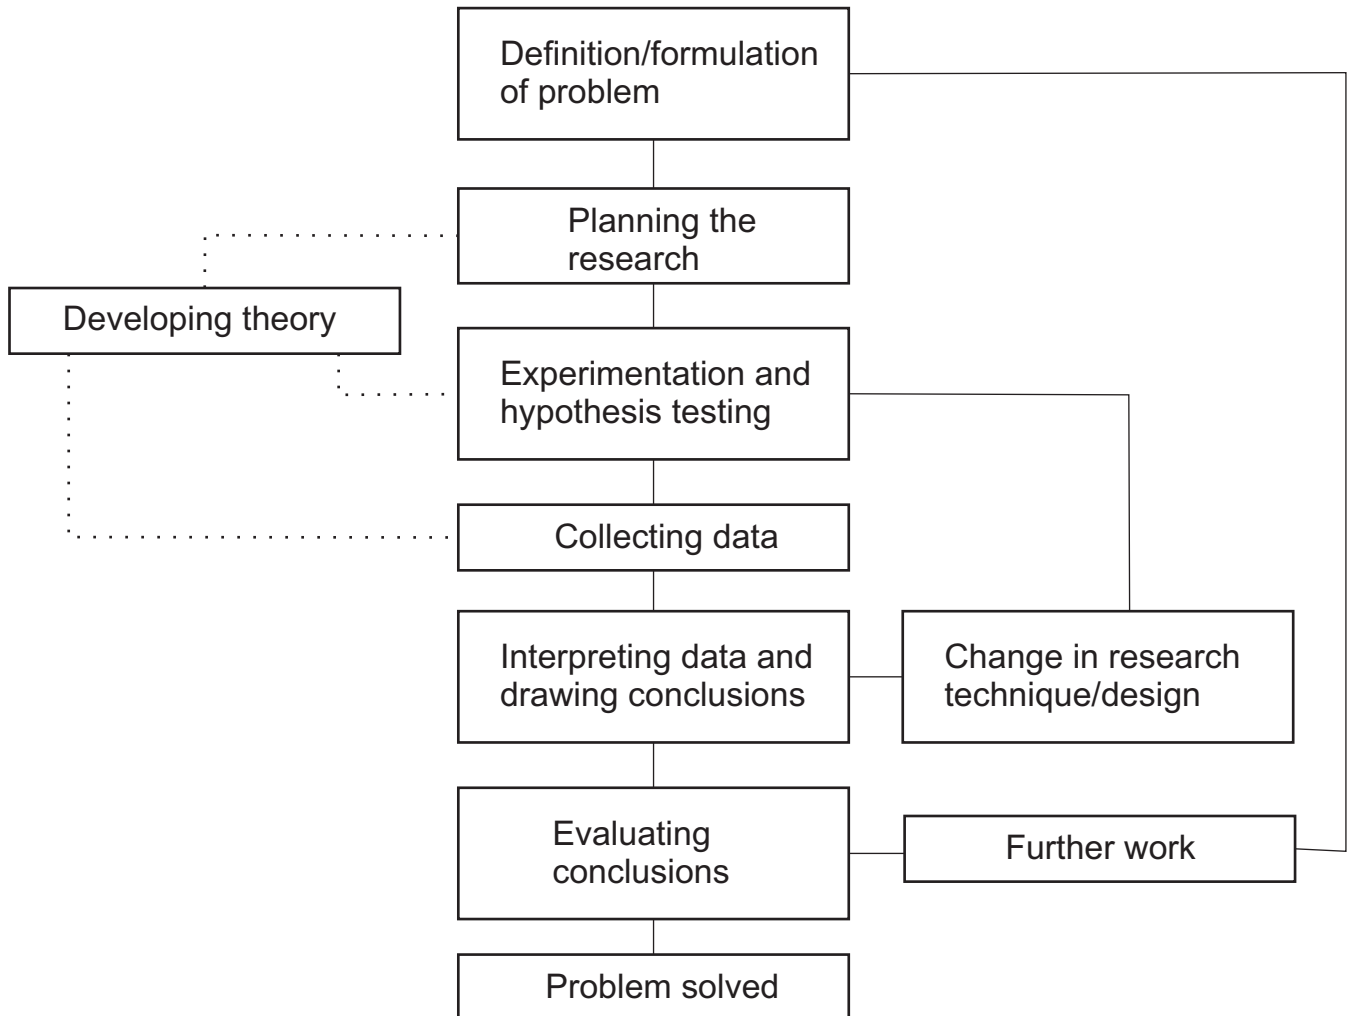 Definition/formulation
of problem
Planning the
research
Developing theory
Experimentation and
hypothesis testing
Collecting data
Interpreting data and
drawing conclusions
Change in research
technique/design
Evaluating
conclusions
Further work
Problem solved